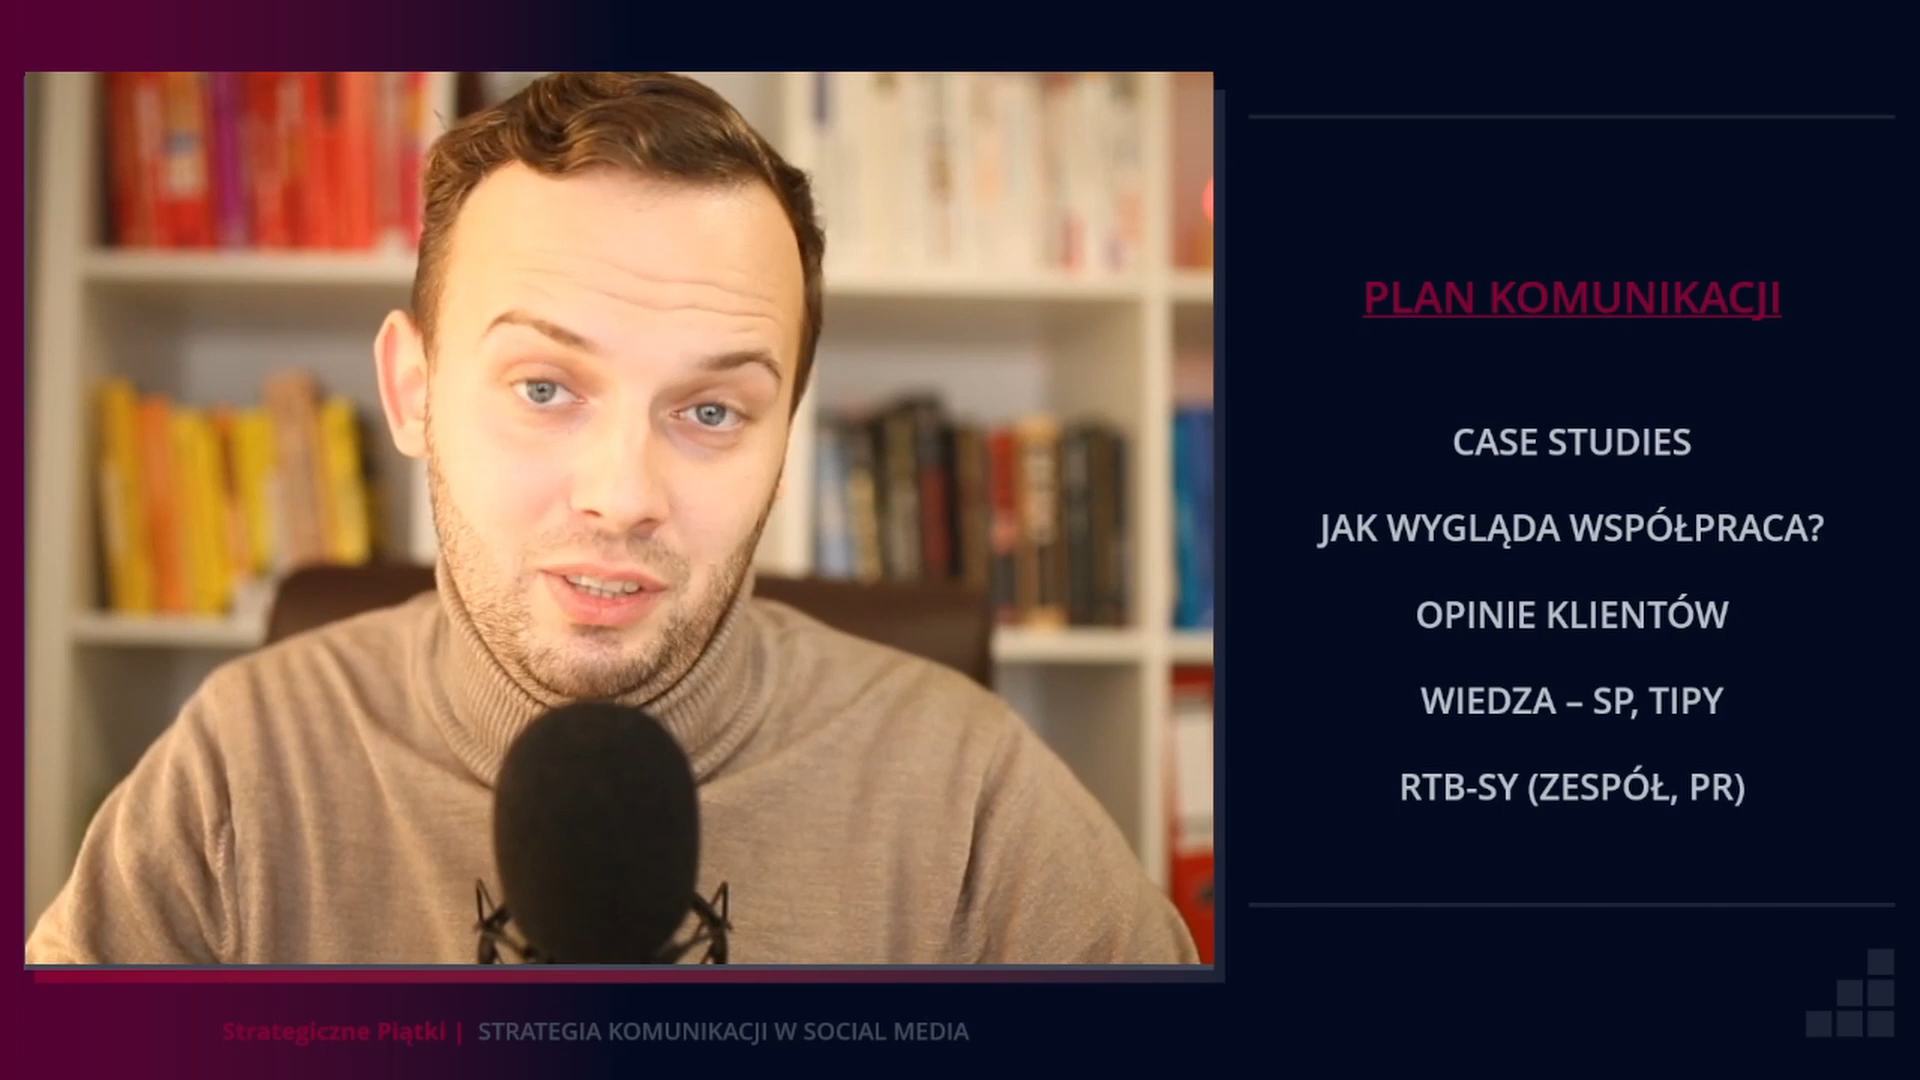 PLAN KOMUNIKACJI
CASE STUDIES
JAK WYGLĄDA WSPÓŁPRACA?
OPINIE KLIENTÓW
WIEDZA – SP, TIPY
RTB-SY (ZESPÓŁ, PR)
Strategiczne Piątki | STRATEGIA KOMUNIKACJI W SOCIAL MEDIA